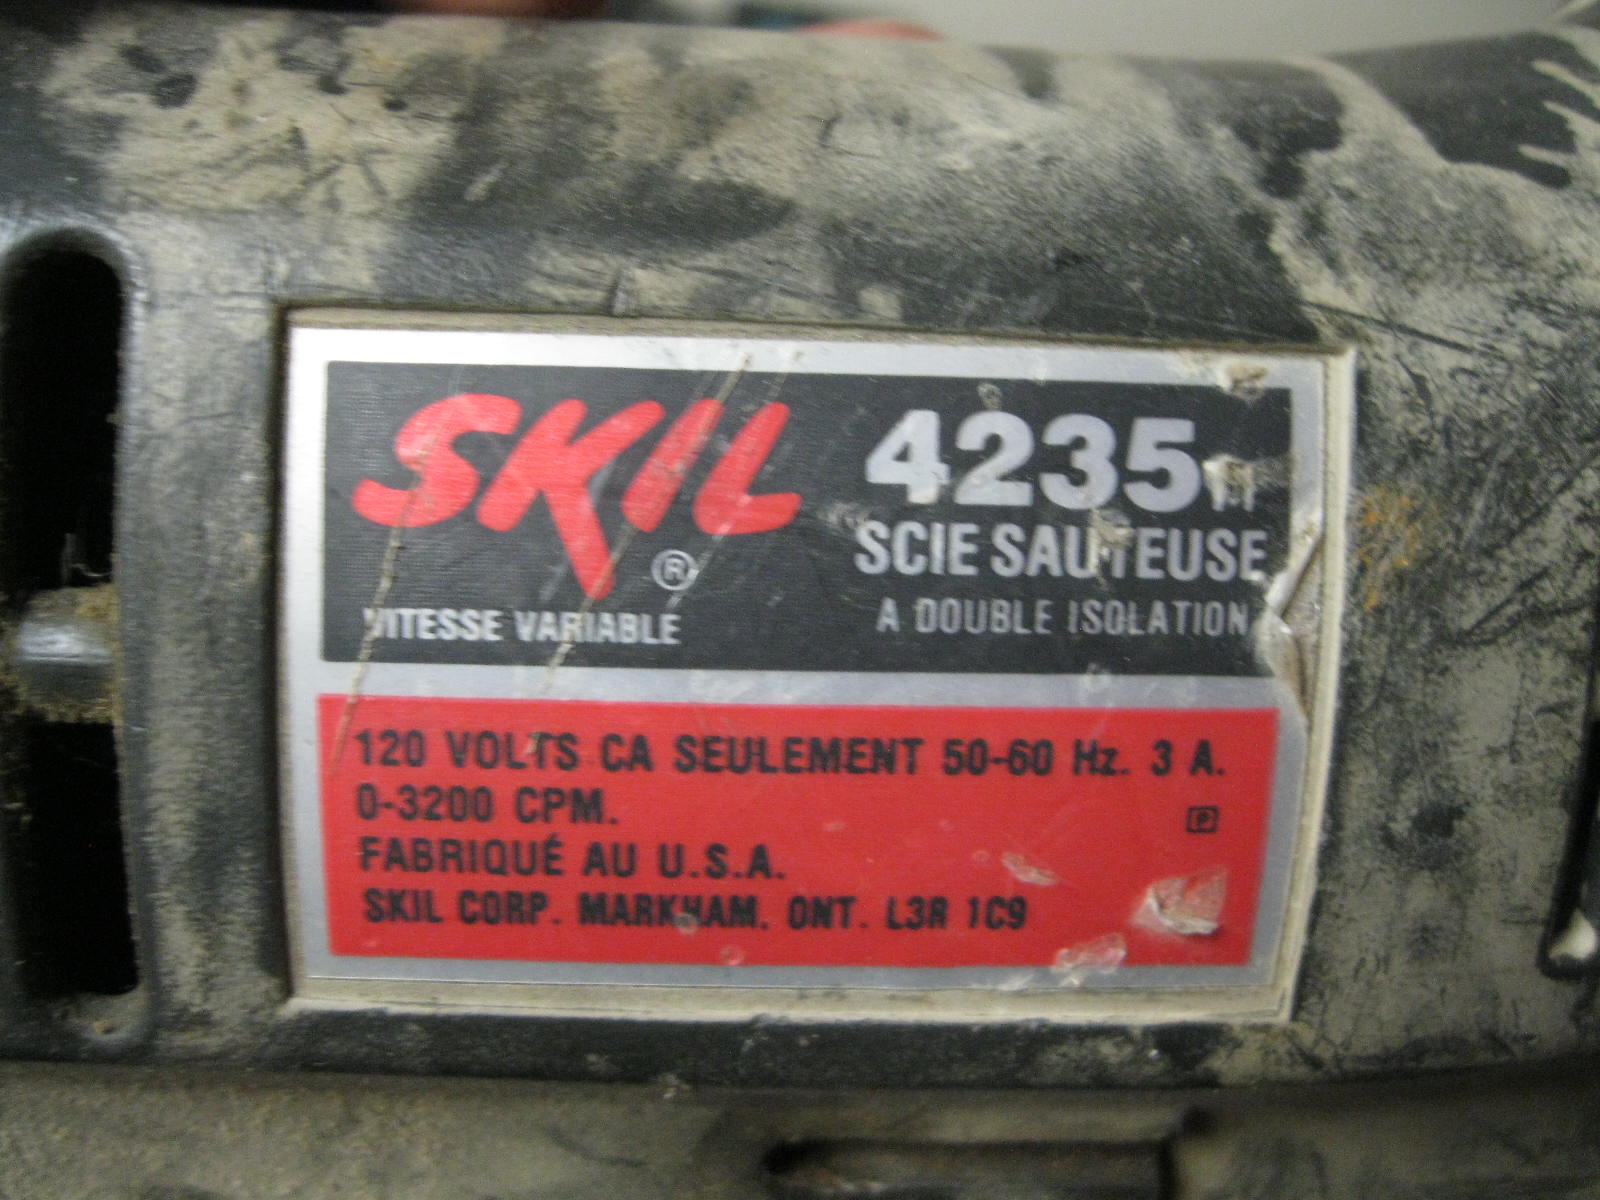 SKIL®
4235
SCIE SAUTEUSE
VITESSE VARIABLE
A DOUBLE ISOLATION
120 VOLTS CA SEULEMENT 50-60 Hz. 3 A.
0-3200 CPM.
P
FABRIQUÉ AU U.S.A.
SKIL CORP. MARKHAM, ONT. L3R 1C9